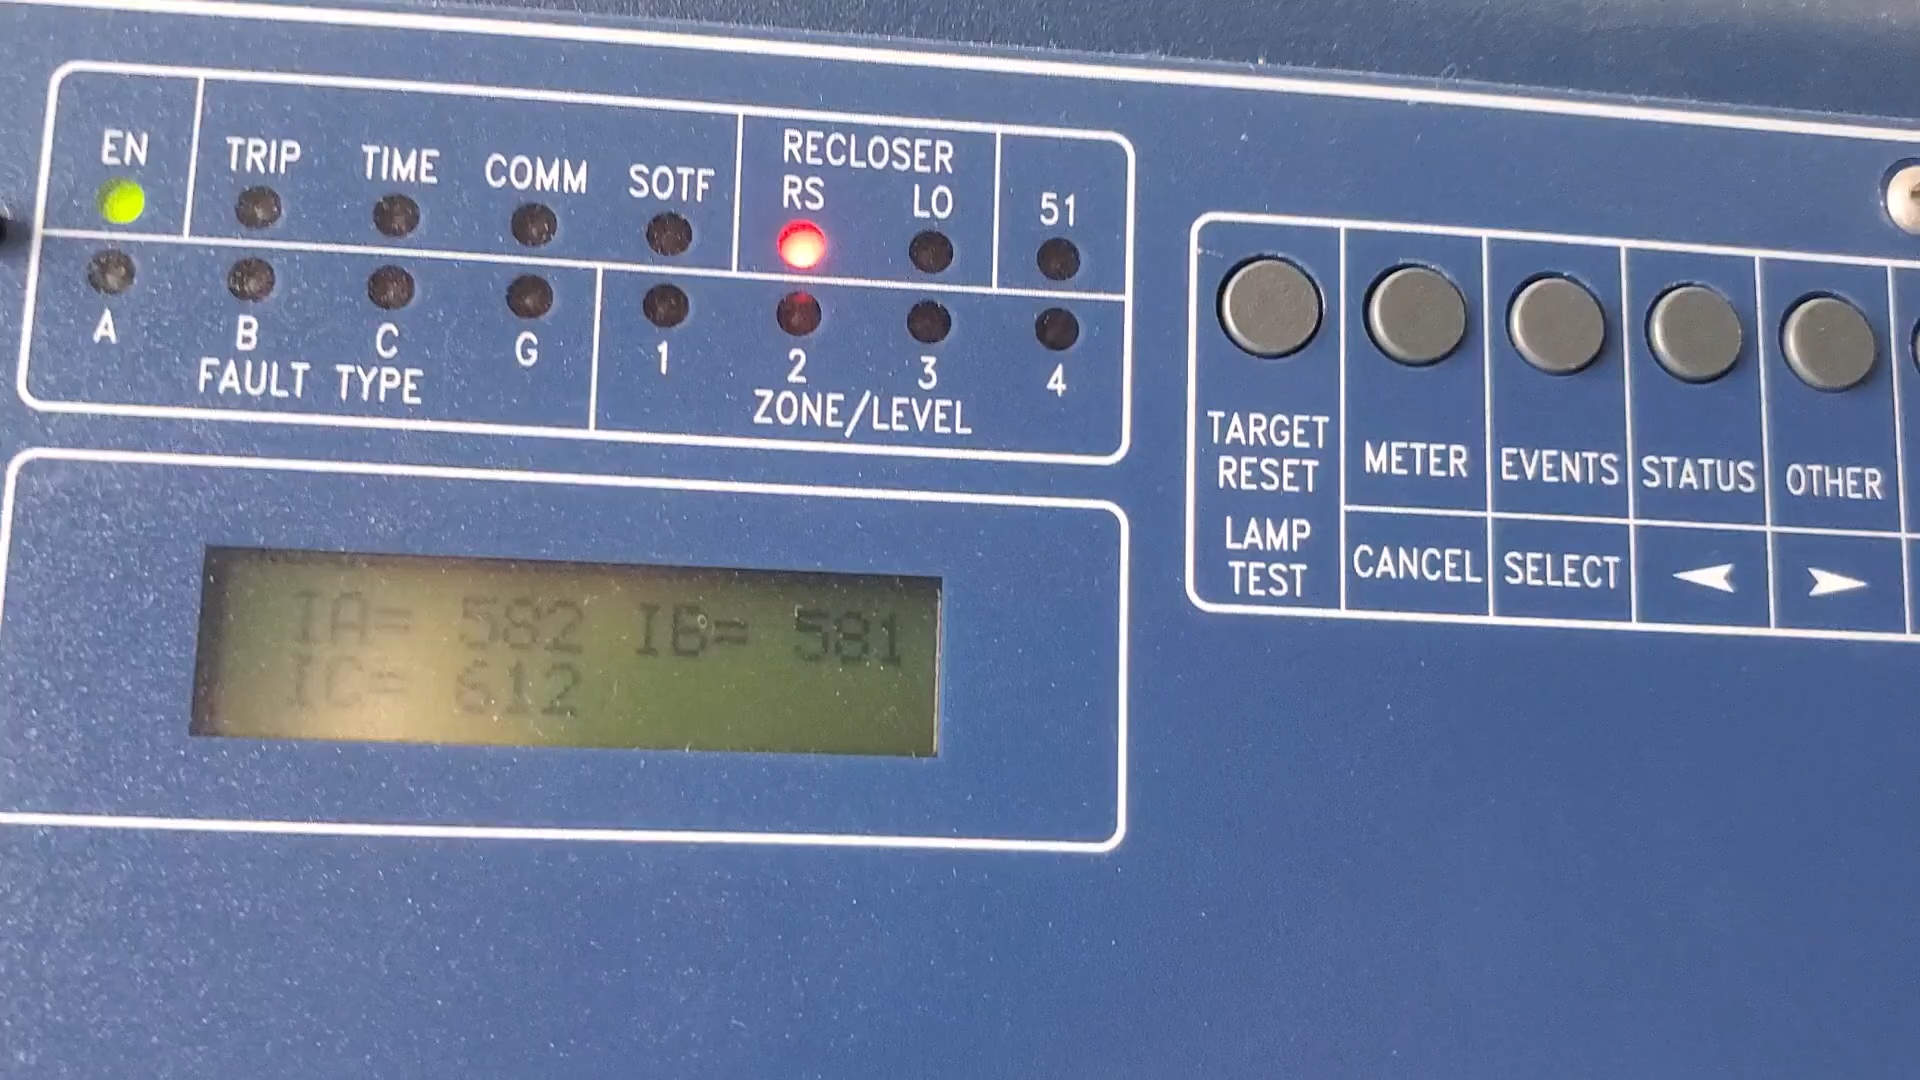 EN TRIP TIME COMM SOTF RECLOSER
RS LO 51
A B C G 1 2 3 4
FAULT TYPE ZONE/LEVEL
IA= 582 IB= 581
IC= 612
TARGET RESET METER EVENTS STATUS OTHER
LAMP TEST CANCEL SELECT